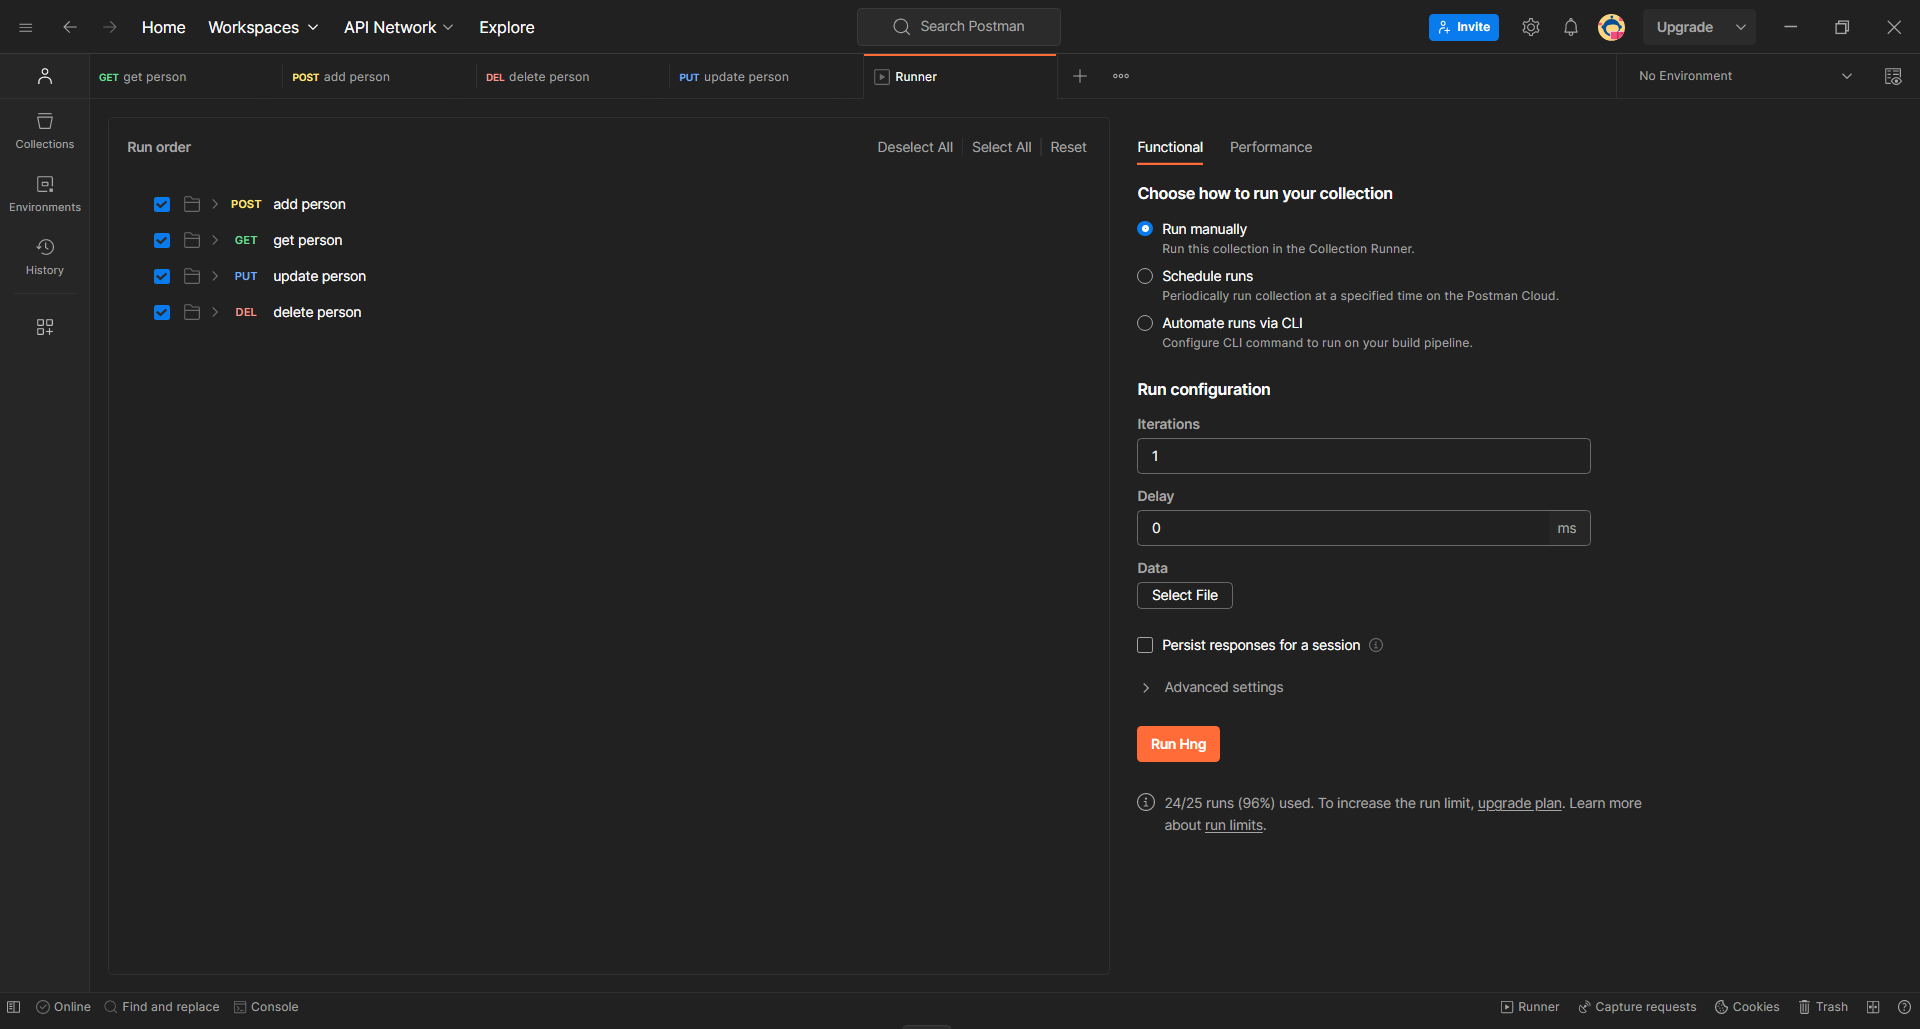 Home Workspaces API Network Explore Search Postman Invite Upgrade
GET get person POST add person DEL delete person PUT update person Runner No Environment
Collections
Environments
History
Run order Deselect All Select All Reset
POST add person
GET get person
PUT update person
DEL delete person
Functional Performance
Choose how to run your collection
Run manually
Run this collection in the Collection Runner.
Schedule runs
Periodically run collection at a specified time on the Postman Cloud.
Automate runs via CLI
Configure CLI command to run on your build pipeline.
Run configuration
Iterations
1
Delay
0 ms
Data
Select File
Persist responses for a session
Advanced settings
Run Hng
24/25 runs (96%) used. To increase the run limit, upgrade plan. Learn more
about run limits.
Online Find and replace Console Runner Capture requests Cookies Trash